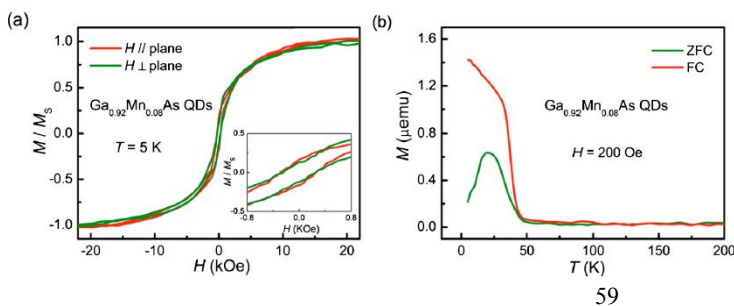 (a)
H // plane
H ⊥ plane
Ga0.92Mn0.08As QDs
T = 5 K
M / MS
1.0
0.5
0.0
-0.5
-1.0
-20
-10
0
10
20
H (kOe)
M / MS
0.5
0.0
-0.5
-0.8
0.0
0.8
H (KOe)
(b)
ZFC
FC
Ga0.92Mn0.08As QDs
H = 200 Oe
M (μemu)
1.6
1.2
0.8
0.4
0.0
0
50
100
150
200
T (K)
59